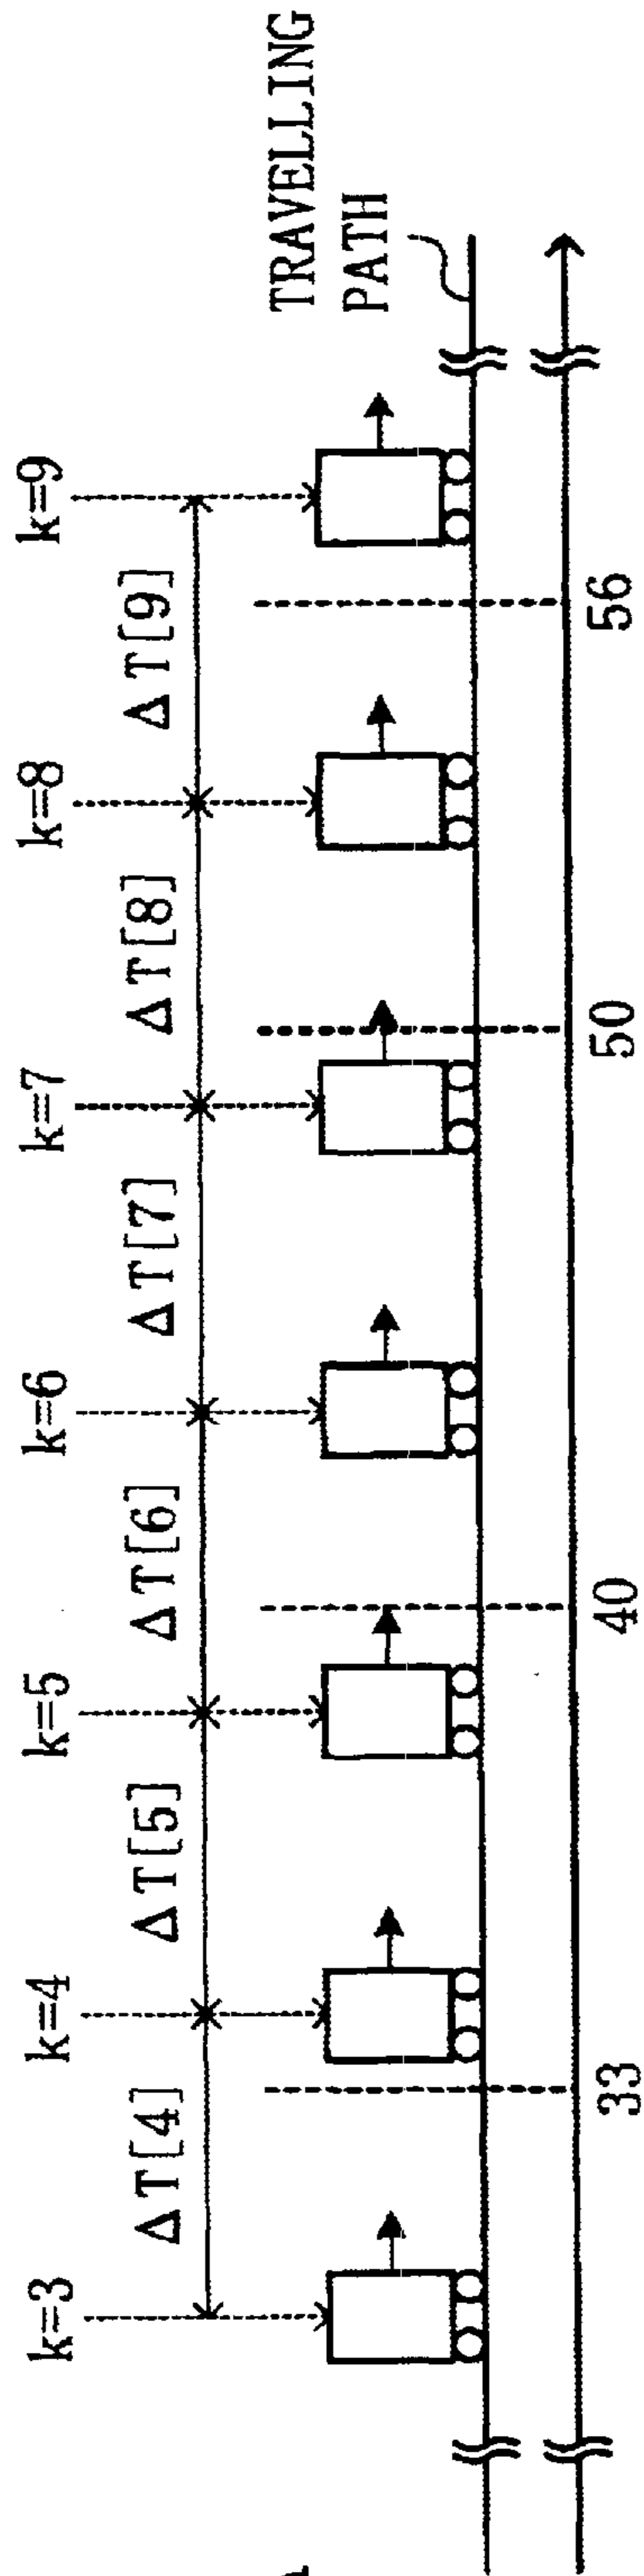 k=3
k=4
k=5
k=6
k=7
k=8
k=9
ΔT[4]
ΔT[5]
ΔT[6]
ΔT[7]
ΔT[8]
ΔT[9]
TRAVELLING
PATH
33
40
50
56